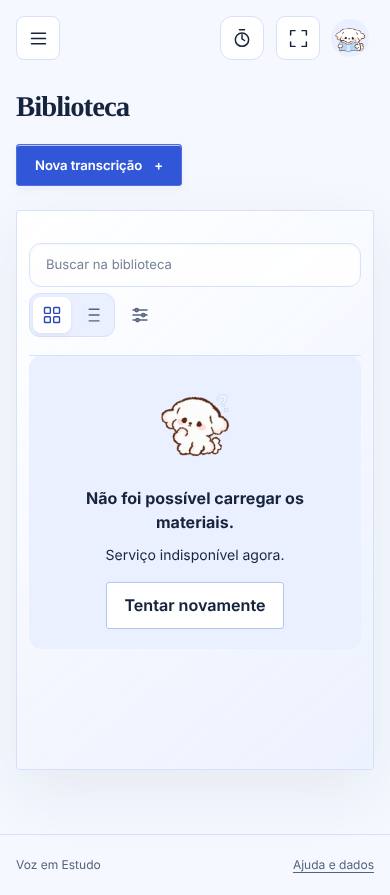 Biblioteca
Nova transcrição +
Buscar na biblioteca
Não foi possível carregar os
materiais.
Serviço indisponível agora.
Tentar novamente
Voz em Estudo
Ajuda e dados